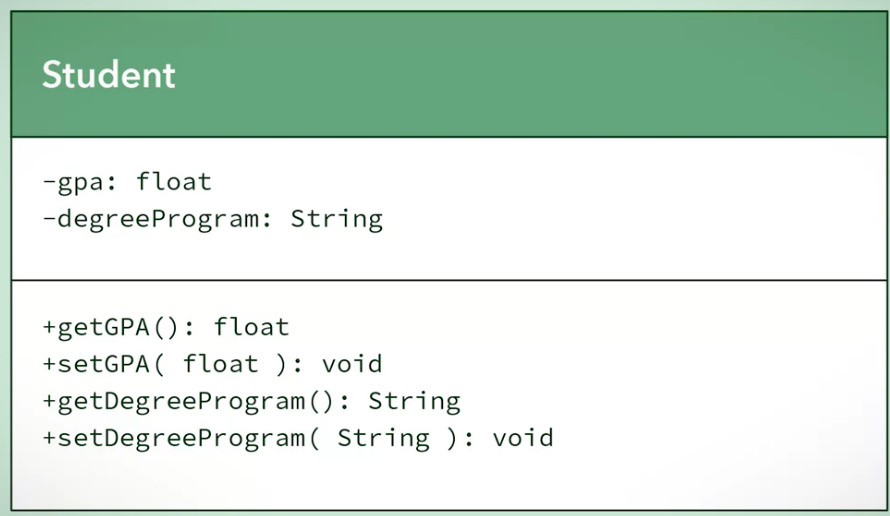 Student
-gpa: float
-degreeProgram: String
+getGPA(): float
+setGPA( float ): void
+getDegreeProgram(): String
+setDegreeProgram( String ): void